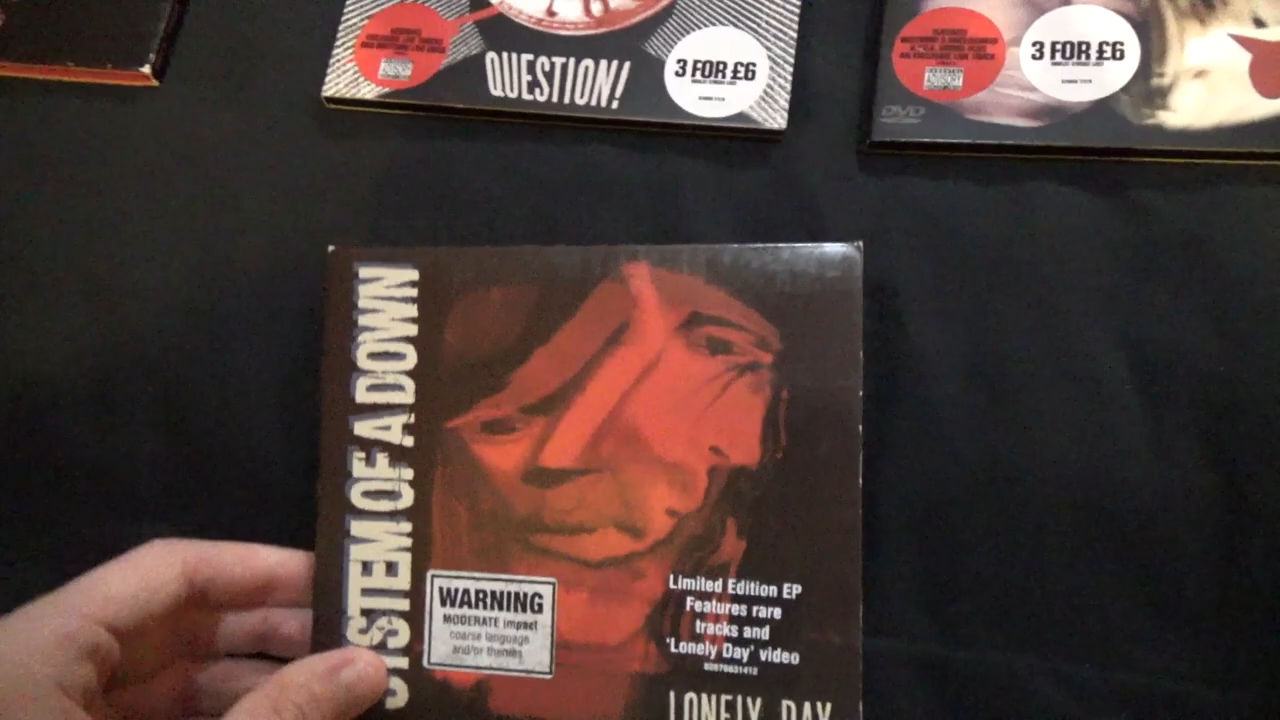 QUESTION!
3 FOR £6
3 FOR £6
DVD
SYSTEM OF A DOWN
WARNING
MODERATE impact
coarse language
and/or themes
Limited Edition EP
Features rare
tracks and
'Lonely Day' video
LONELY DAY